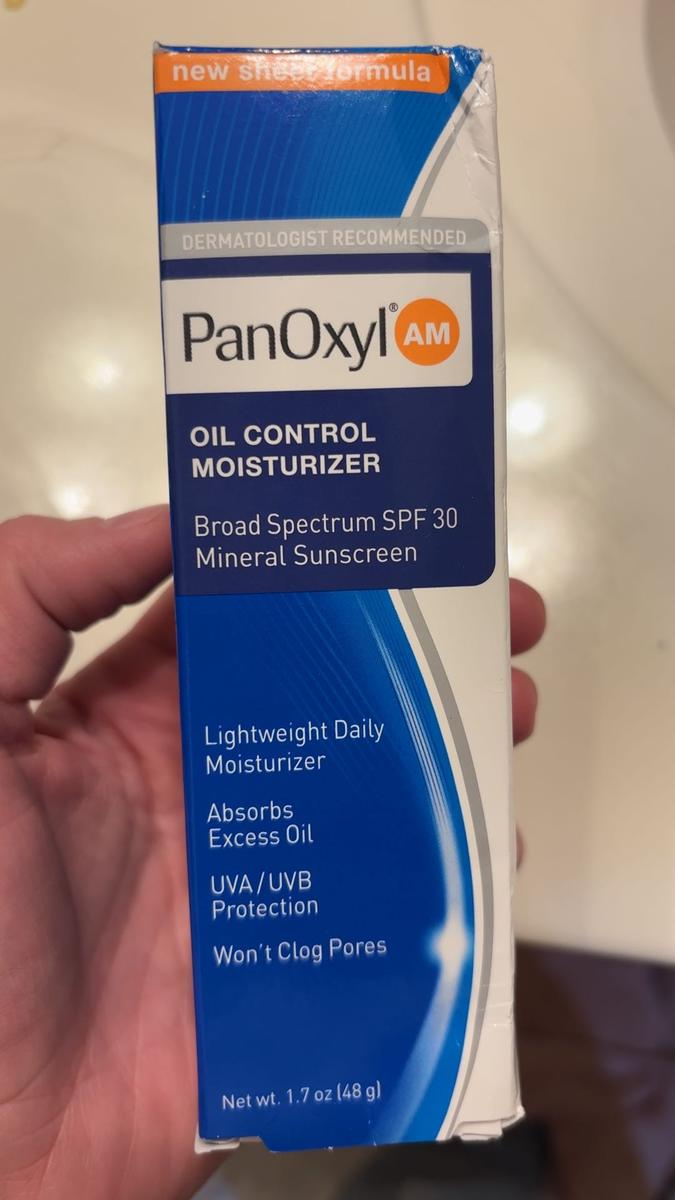 new sheer formula
DERMATOLOGIST RECOMMENDED
PanOxyl® AM
OIL CONTROL
MOISTURIZER
Broad Spectrum SPF 30
Mineral Sunscreen
Lightweight Daily
Moisturizer
Absorbs
Excess Oil
UVA/UVB
Protection
Won't Clog Pores
Net wt. 1.7 oz (48 g)